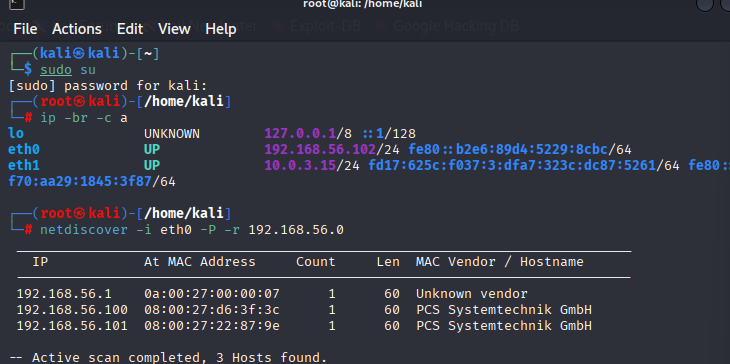 root@kali: /home/kali
File Actions Edit View Help
Exploit-DB Google Hacking DB
┌──(kali㉿kali)-[~]
└─$ sudo su
[sudo] password for kali:
┌──(root㉿kali)-[/home/kali]
└─# ip -br -c a
lo UNKNOWN 127.0.0.1/8 ::1/128
eth0 UP 192.168.56.102/24 fe80::b2e6:89d4:5229:8cbc/64
eth1 UP 10.0.3.15/24 fd17:625c:f037:3:dfa7:323c:dc87:5261/64 fe80::
f70:aa29:1845:3f87/64
┌──(root㉿kali)-[/home/kali]
└─# netdiscover -i eth0 -P -r 192.168.56.0
IP At MAC Address Count Len MAC Vendor / Hostname
192.168.56.1 0a:00:27:00:00:07 1 60 Unknown vendor
192.168.56.100 08:00:27:d6:3f:3c 1 60 PCS Systemtechnik GmbH
192.168.56.101 08:00:27:22:87:9e 1 60 PCS Systemtechnik GmbH
-- Active scan completed, 3 Hosts found.